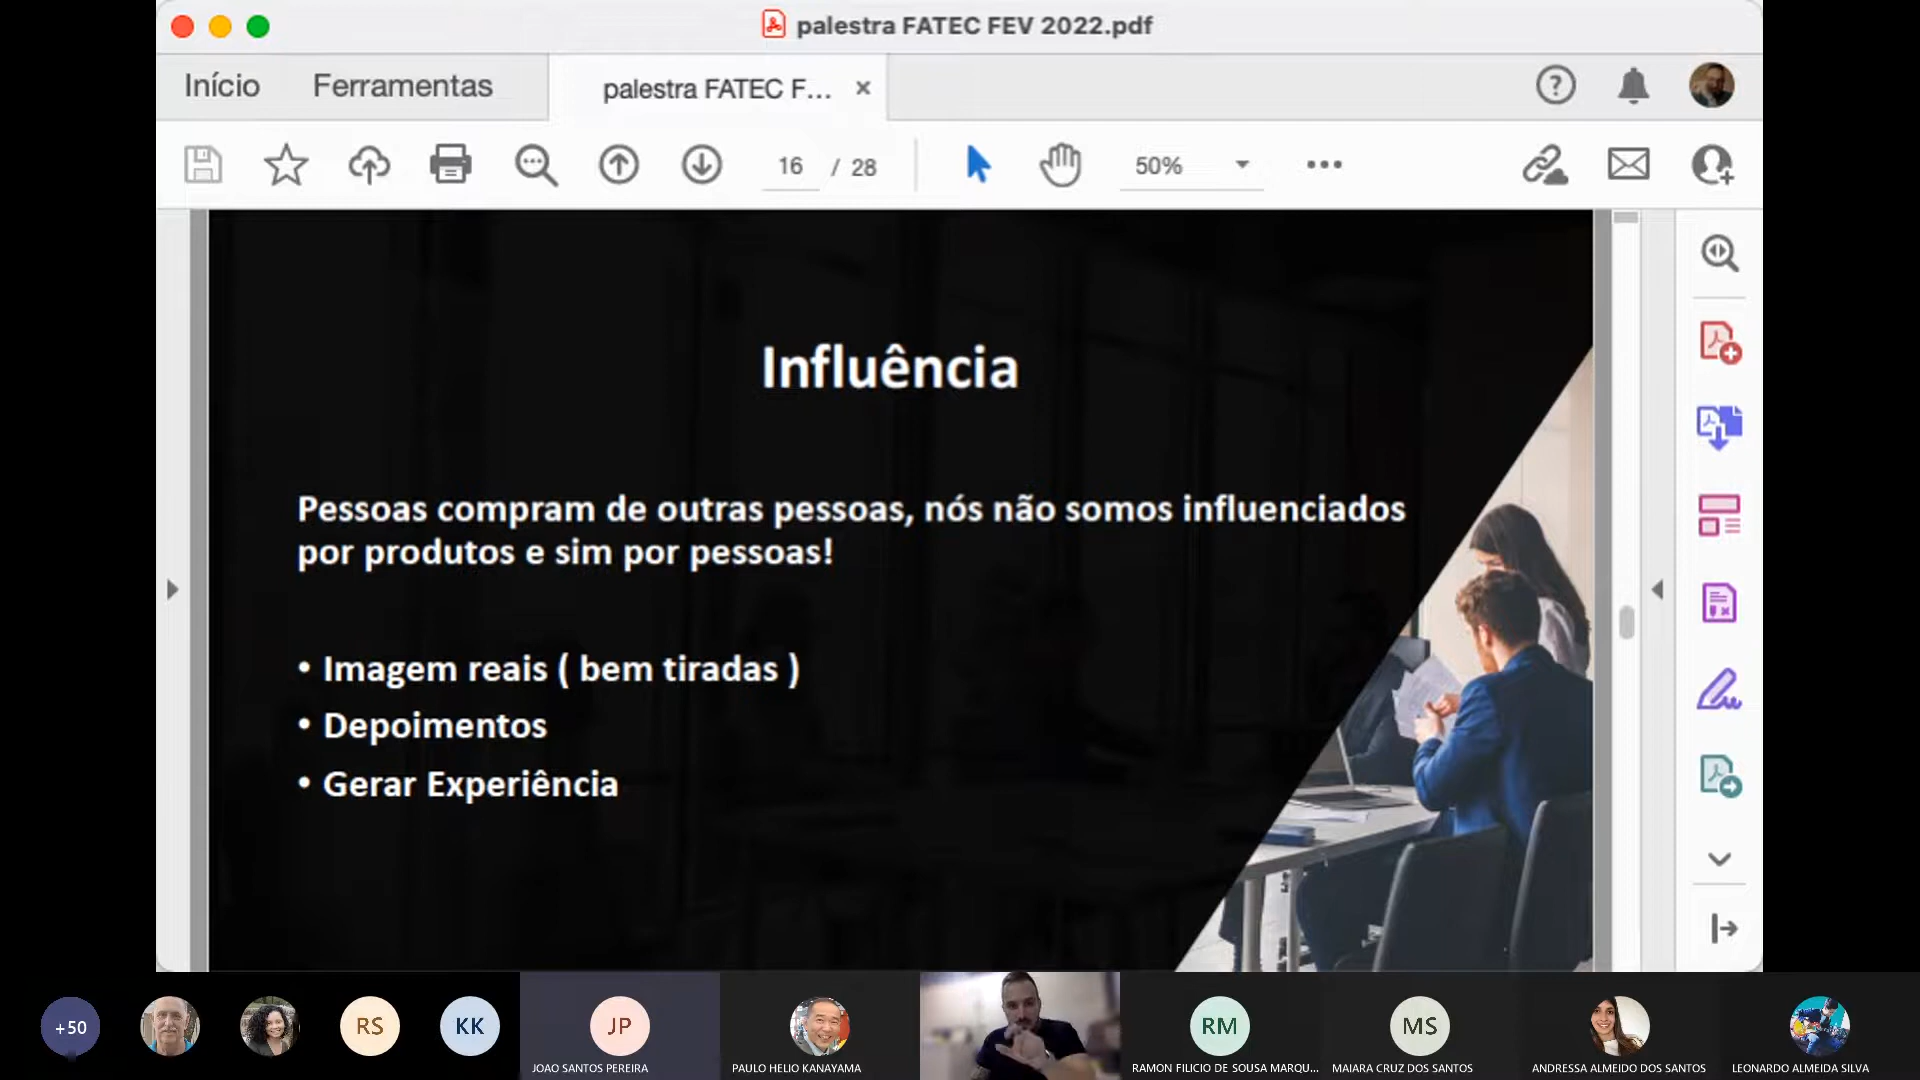 palestra FATEC FEV 2022.pdf
Início
Ferramentas
palestra FATEC F...
16 / 28
50%
Influência
Pessoas compram de outras pessoas, nós não somos influenciados
por produtos e sim por pessoas!
• Imagem reais ( bem tiradas )
• Depoimentos
• Gerar Experiência
+50
RS
KK
JP
RM
MS
JOAO SANTOS PEREIRA
PAULO HELIO KANAYAMA
RAMON FILICIO DE SOUSA MARQU...
MAIARA CRUZ DOS SANTOS
ANDRESSA ALMEIDO DOS SANTOS
LEONARDO ALMEIDA SILVA